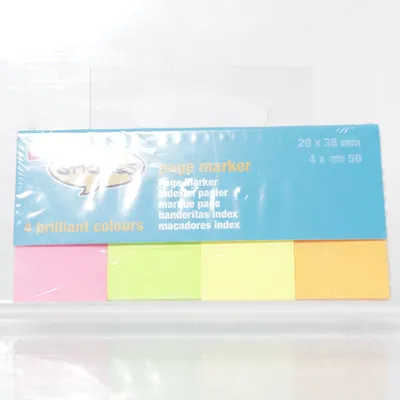 page marker
Page Marker
indexen papier
marque page
banderitas index
macadores index
4 brilliant colours
20 x 38 mm
4 x 50